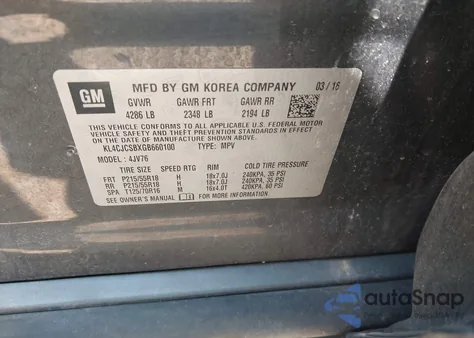 GM
MFD BY GM KOREA COMPANY 03/16
GVWR GAWR FRT GAWR RR
4286 LB 2348 LB 2194 LB
THIS VEHICLE CONFORMS TO ALL APPLICABLE U.S. FEDERAL MOTOR
VEHICLE SAFETY AND THEFT PREVENTION STANDARDS IN EFFECT ON
THE DATE OF MANUFACTURE SHOWN ABOVE.
KL4CJCSBXGB660100 TYPE: MPV
MODEL: 4JV76
TIRE SIZE SPEED RTG RIM COLD TIRE PRESSURE
FRT P215/55R18 H 18x7.0J 240KPA, 35 PSI
RR P215/55R18 H 18x7.0J 240KPA, 35 PSI
SPA T125/70R16 M 16x4.0T 420KPA, 60 PSI
SEE OWNER'S MANUAL FOR ADDITIONAL INFORMATION.
autoSnap